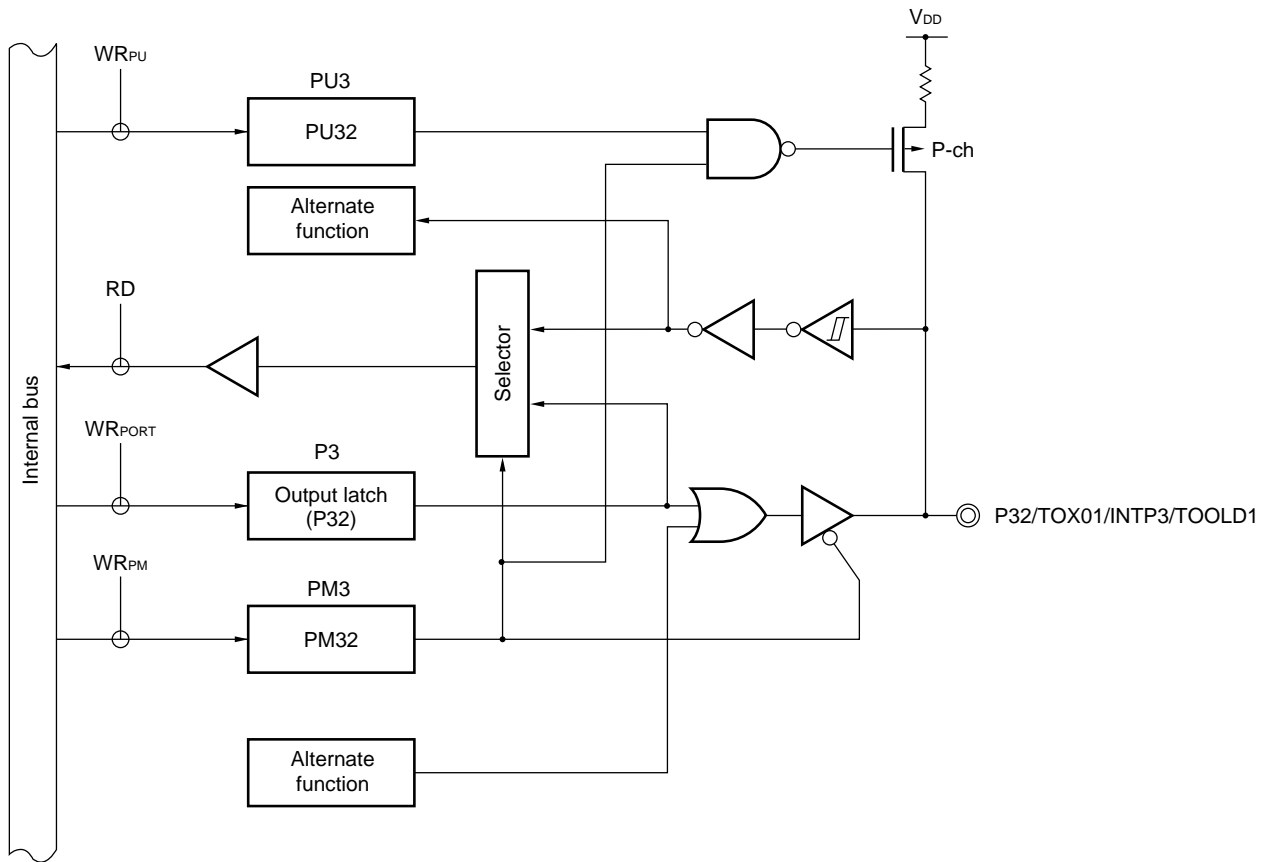 VDD
WRPU
PU3
PU32
P-ch
Alternate
function
RD
Selector
Internal bus
WRPORT
P3
Output latch
(P32)
P32/TOX01/INTP3/TOOLD1
WRPM
PM3
PM32
Alternate
function